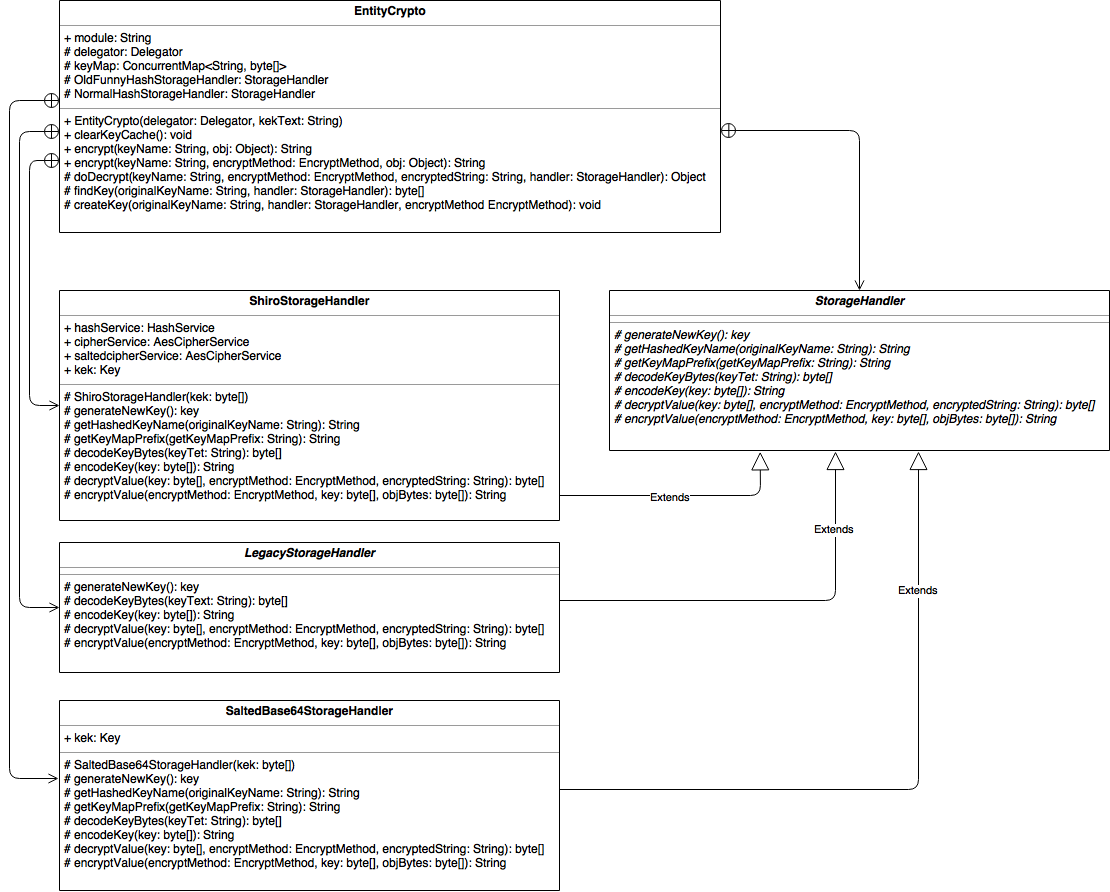 EntityCrypto
+ module: String
# delegator: Delegator
# keyMap: ConcurrentMap<String, byte[]>
# OldFunnyHashStorageHandler: StorageHandler
# NormalHashStorageHandler: StorageHandler
+ EntityCrypto(delegator: Delegator, kekText: String)
+ clearKeyCache(): void
+ encrypt(keyName: String, obj: Object): String
+ encrypt(keyName: String, encryptMethod: EncryptMethod, obj: Object): String
# doDecrypt(keyName: String, encryptMethod: EncryptMethod, encryptedString: String, handler: StorageHandler): Object
# findKey(originalKeyName: String, handler: StorageHandler): byte[]
# createKey(originalKeyName: String, handler: StorageHandler, encryptMethod EncryptMethod): void
ShiroStorageHandler
+ hashService: HashService
+ cipherService: AesCipherService
+ saltedcipherService: AesCipherService
+ kek: Key
# ShiroStorageHandler(kek: byte[])
# generateNewKey(): key
# getHashedKeyName(originalKeyName: String): String
# getKeyMapPrefix(getKeyMapPrefix: String): String
# decodeKeyBytes(keyTet: String): byte[]
# encodeKey(key: byte[]): String
# decryptValue(key: byte[], encryptMethod: EncryptMethod, encryptedString: String): byte[]
# encryptValue(encryptMethod: EncryptMethod, key: byte[], objBytes: byte[]): String
StorageHandler
# generateNewKey(): key
# getHashedKeyName(originalKeyName: String): String
# getKeyMapPrefix(getKeyMapPrefix: String): String
# decodeKeyBytes(keyTet: String): byte[]
# encodeKey(key: byte[]): String
# decryptValue(key: byte[], encryptMethod: EncryptMethod, encryptedString: String): byte[]
# encryptValue(encryptMethod: EncryptMethod, key: byte[], objBytes: byte[]): String
Extends
Extends
Extends
LegacyStorageHandler
# generateNewKey(): key
# decodeKeyBytes(keyText: String): byte[]
# encodeKey(key: byte[]): String
# decryptValue(key: byte[], encryptMethod: EncryptMethod, encryptedString: String): byte[]
# encryptValue(encryptMethod: EncryptMethod, key: byte[], objBytes: byte[]): String
SaltedBase64StorageHandler
+ kek: Key
# SaltedBase64StorageHandler(kek: byte[])
# generateNewKey(): key
# getHashedKeyName(originalKeyName: String): String
# getKeyMapPrefix(getKeyMapPrefix: String): String
# decodeKeyBytes(keyTet: String): byte[]
# encodeKey(key: byte[]): String
# decryptValue(key: byte[], encryptMethod: EncryptMethod, encryptedString: String): byte[]
# encryptValue(encryptMethod: EncryptMethod, key: byte[], objBytes: byte[]): String